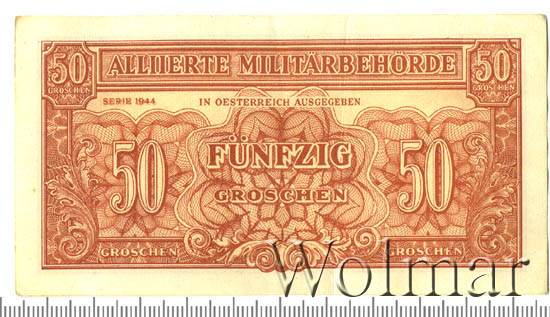 50 ALLIIERTE MILITÄRBEHÖRDE 50
GROSCHEN GROSCHEN
SERIE 1944 IN OESTERREICH AUSGEGEBEN
50 FÜNFZIG 50
GROSCHEN
GROSCHEN GROSCHEN
Wolmar